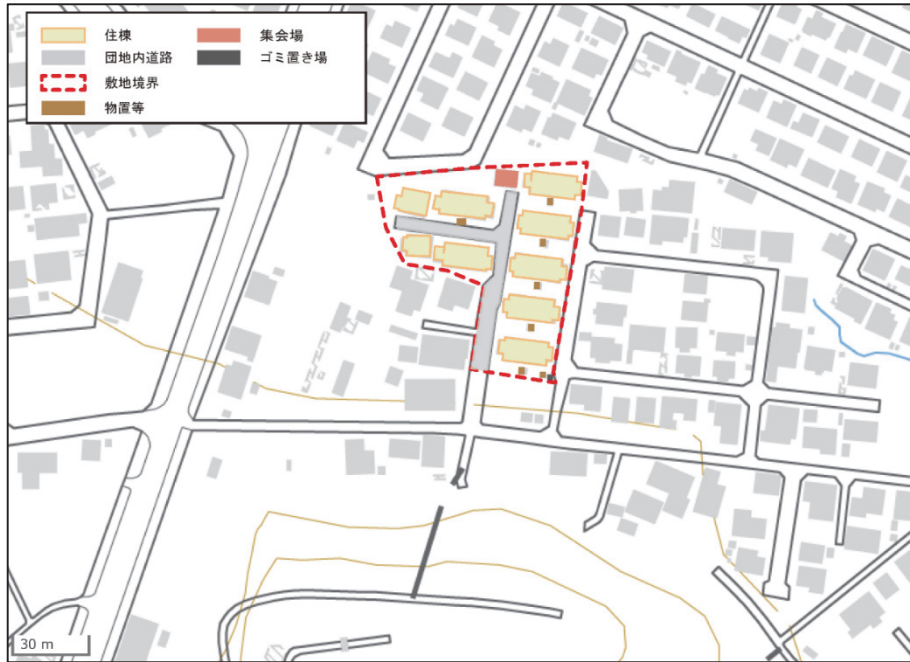 住棟
集会場
団地内道路
ゴミ置き場
敷地境界
物置等
30 m